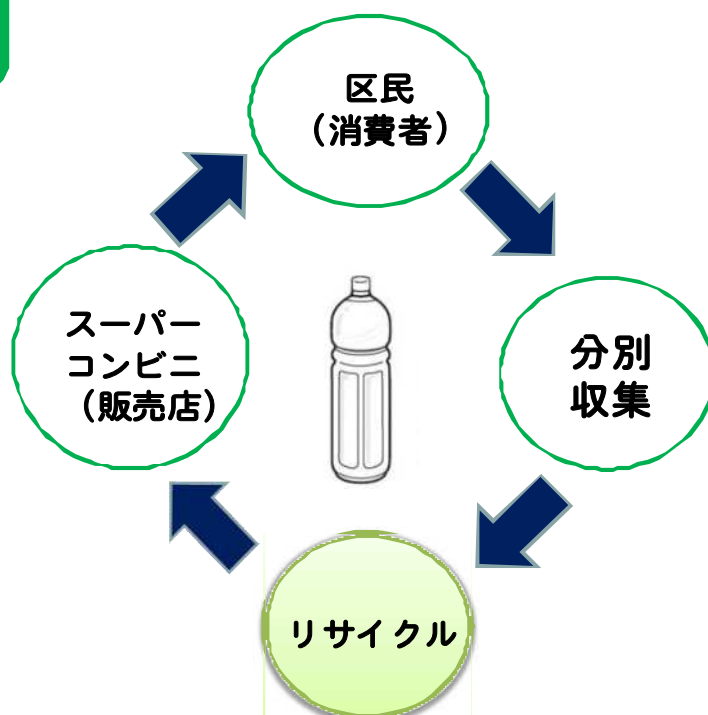 区民
（消費者）
スーパー
コンビニ
（販売店）
分別
収集
リサイクル